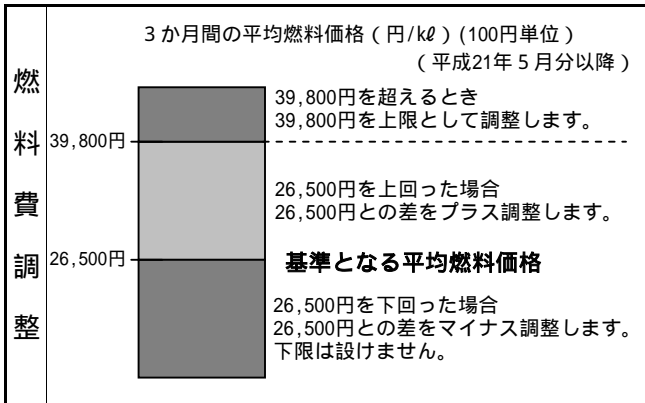 燃料費調整
3か月間の平均燃料価格（円/kℓ）(100円単位）
（平成21年5月分以降）
39,800円を超えるとき
39,800円を上限として調整します。
39,800円
26,500円を上回った場合
26,500円との差をプラス調整します。
26,500円
基準となる平均燃料価格
26,500円を下回った場合
26,500円との差をマイナス調整します。
下限は設けません。